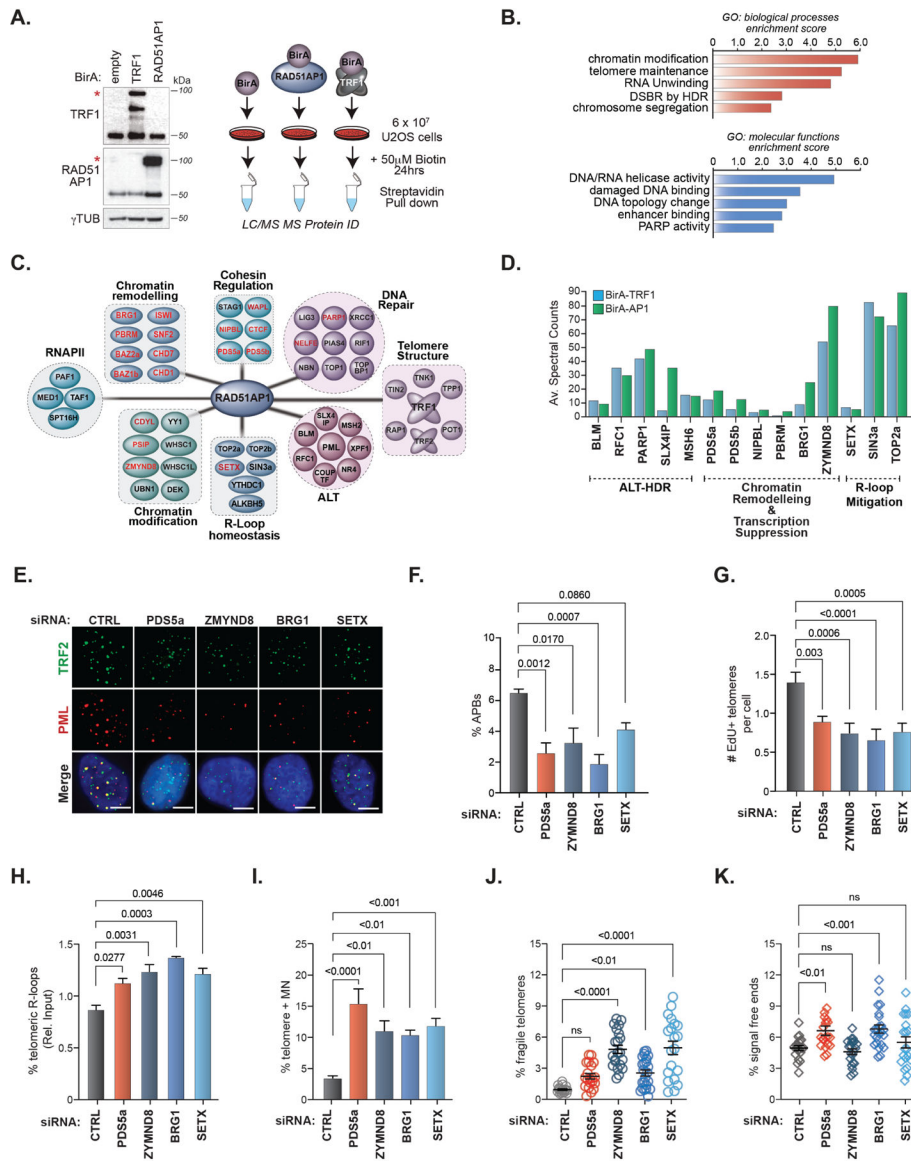 A.
BirA:
empty
TRF1
RAD51AP1
kDa
*
TRF1
100
50
*
RAD51
AP1
100
50
γTUB
50
BirA
BirA
RAD51AP1
BirA
TRF1
6 x 10⁷
U2OS cells
+ 50µM Biotin
24hrs
Streptavidin
Pull down
LC/MS MS Protein ID
B.
GO: biological processes
enrichment score
0 1.0 2.0 3.0 4.0 5.0 6.0
chromatin modification
telomere maintenance
RNA Unwinding
DSBR by HDR
chromosome segregation
GO: molecular functions
enrichment score
0 1.0 2.0 3.0 4.0 5.0 6.0
DNA/RNA helicase activity
damaged DNA binding
DNA topology change
enhancer binding
PARP activity
C.
Chromatin
remodelling
BRG1 ISWI
PBRM SNF2
BAZ2a CHD7
BAZ1b CHD1
Cohesin
Regulation
STAG1 WAPL
NIPBL CTCF
PDS5a PDS5b
DNA
Repair
LIG3 PARP1 XRCC1
NELFE PIAS4 RIF1
NBN TOP1 TOP
BP1
RNAPII
PAF1
MED1 TAF1
SPT16H
RAD51AP1
Telomere
Structure
TNK1
TIN2 TPP1
TRF1
RAP1 POT1
TRF2
CDYL YY1
PSIP WHSC1
ZMYND8 WHSC1L
UBN1 DEK
Chromatin
modification
TOP2a TOP2b
SETX SIN3a
YTHDC1
ALKBH5
R-Loop
homeostasis
SLX4
IP
BLM MSH2
PML
RFC1 XPF1
COUP
TF
NR4
ALT
D.
BirA-TRF1
BirA-AP1
Av. Spectral Counts
90
80
70
60
50
40
30
20
10
0
BLM
RFC1
PARP1
SLX4IP
MSH6
PDS5a
PDS5b
NIPBL
PBRM
BRG1
ZYMND8
SETX
SIN3a
TOP2a
ALT-HDR
Chromatin
Remodelleing
&
Transcription
Suppression
R-loop
Mitigation
E.
siRNA: CTRL PDS5a ZMYND8 BRG1 SETX
TRF2
PML
Merge
F.
0.0860
0.0007
0.0170
0.0012
% APBs
8
6
4
2
0
siRNA:
CTRL
PDS5a
ZYMND8
BRG1
SETX
G.
0.0005
<0.0001
0.0006
0.003
# EdU+ telomeres
per cell
2.0
1.5
1.0
0.5
0
siRNA:
CTRL
PDS5a
ZYMND8
BRG1
SETX
H.
0.0046
0.0003
0.0031
0.0277
% telomeric R-loops
(Rel. Input)
1.5
1.0
0.5
0.0
siRNA:
CTRL
PDS5a
ZYMND8
BRG1
SETX
I.
<0.001
<0.01
<0.01
<0.0001
% telomere + MN
20
15
10
5
0
siRNA:
CTRL
PDS5a
ZYMND8
BRG1
SETX
J.
<0.0001
<0.01
<0.0001
ns
% fragile telomeres
15
12
9
6
3
0
siRNA:
CTRL
PDS5a
ZYMND8
BRG1
SETX
K.
ns
<0.001
ns
<0.01
% signal free ends
15
12
9
6
3
0
siRNA:
CTRL
PDS5a
ZYMND8
BRG1
SETX